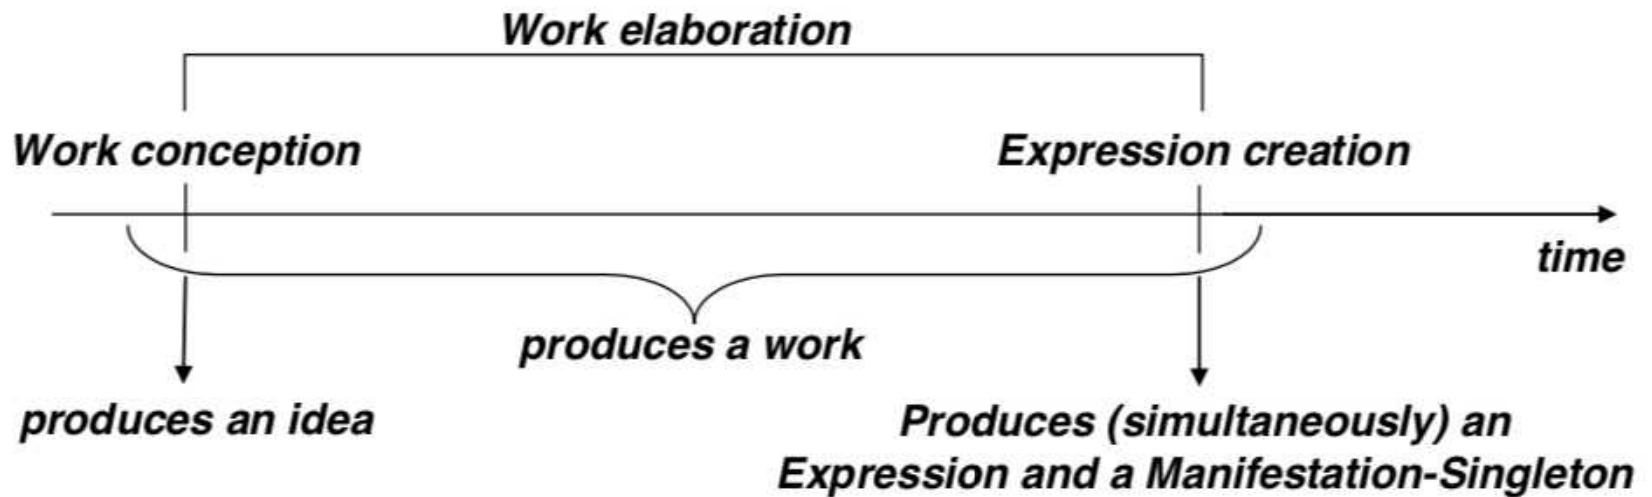 Work elaboration
Work conception
Expression creation
time
produces a work
produces an idea
Produces (simultaneously) an
Expression and a Manifestation-Singleton